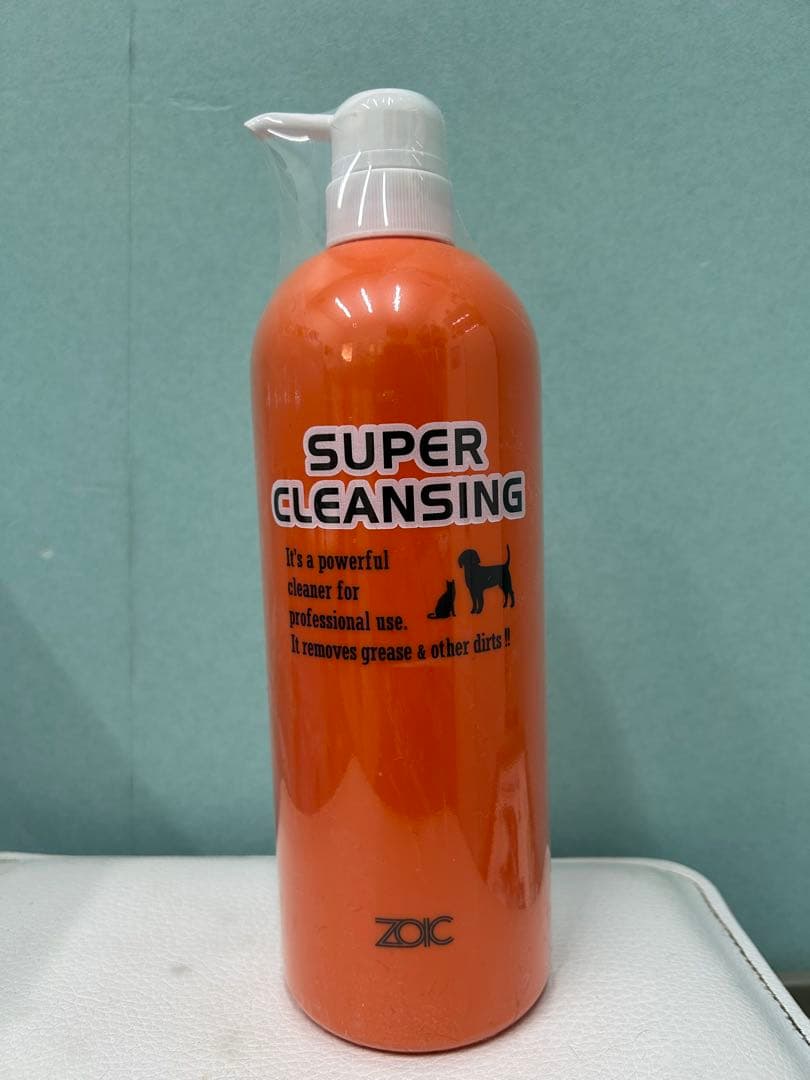 SUPER
CLEANSING
It's a powerful
cleaner for
professional use.
It removes grease & other dirts !!
ZOIC